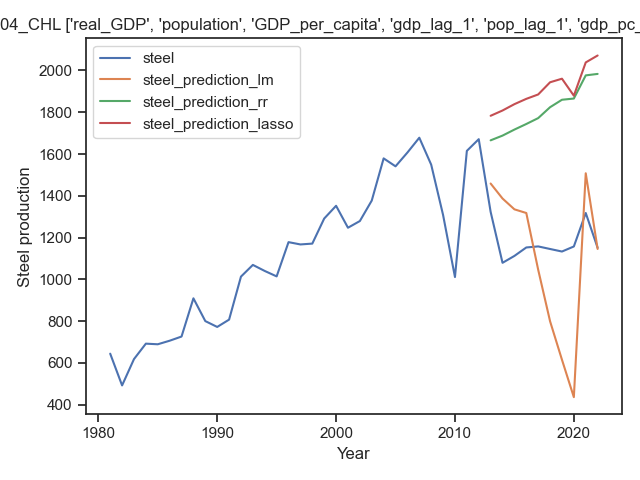 04_CHL ['real_GDP', 'population', 'GDP_per_capita', 'gdp_lag_1', 'pop_lag_1', 'gdp_pc_
steel
steel_prediction_lm
steel_prediction_rr
steel_prediction_lasso
Steel production
2000
1800
1600
1400
1200
1000
800
600
400
1980
1990
2000
2010
2020
Year